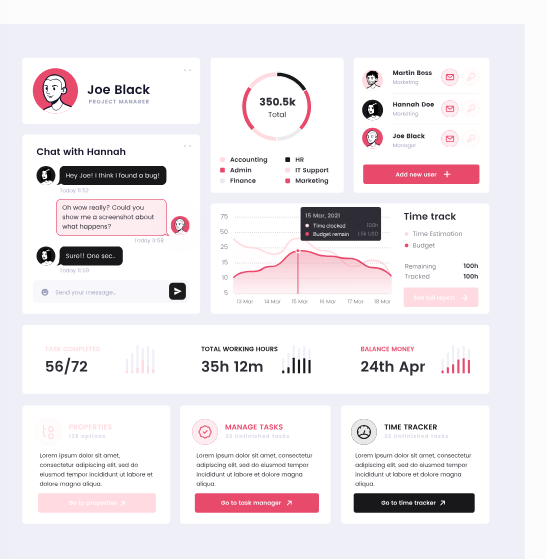 Joe Black
PROJECT MANAGER
Chat with Hannah
Hey Joe! I think I found a bug!
Today 11:52
Oh wow really? Could you
show me a screenshot about
what happens?
Today 11:58
Sure!! One sec..
Today 11:59
Send your message..
350.5k
Total
Accounting
HR
Admin
IT Support
Finance
Marketing
Martin Boss
Marketing
Hannah Doe
Marketing
Joe Black
Manager
Add new user +
75
50
25
15
10
5
15 Mar, 2021
Time clocked 100h
Budget remain 1.5k USD
13 Mar 14 Mar 15 Mar 16 Mar 17 Mar 18 Mar
Time track
Time Estimation
Budget
Remaining 100h
Tracked 100h
See full report
TASK COMPLETED
56/72
TOTAL WORKING HOURS
35h 12m
BALANCE MONEY
24th Apr
PROPERTIES
128 options
Lorem ipsum dolor sit amet,
consectetur adipiscing elit, sed do
eiusmod tempor incididunt ut labore et
dolore magna aliqua.
Go to properties
MANAGE TASKS
32 Unfinished tasks
Lorem ipsum dolor sit amet, consectetur
adipiscing elit, sed do eiusmod tempor
incididunt ut labore et dolore magna
aliqua.
Go to task manager
TIME TRACKER
32 Unfinished tasks
Lorem ipsum dolor sit amet, consectetur
adipiscing elit, sed do eiusmod tempor
incididunt ut labore et dolore magna
aliqua.
Go to time tracker